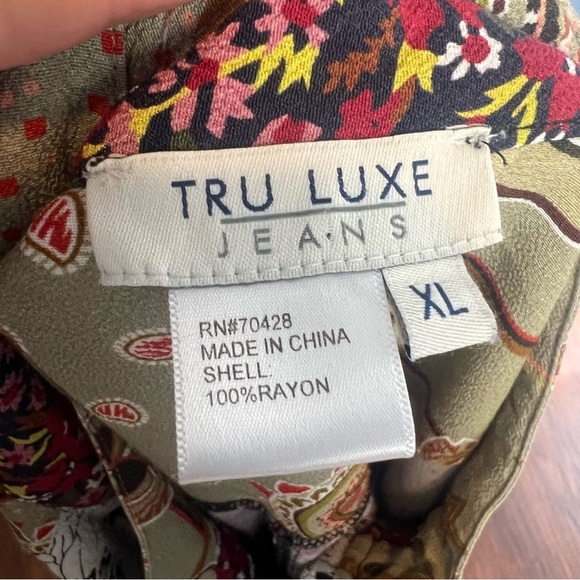 TRU LUXE
JEANS
XL
RN#70428
MADE IN CHINA
SHELL:
100%RAYON